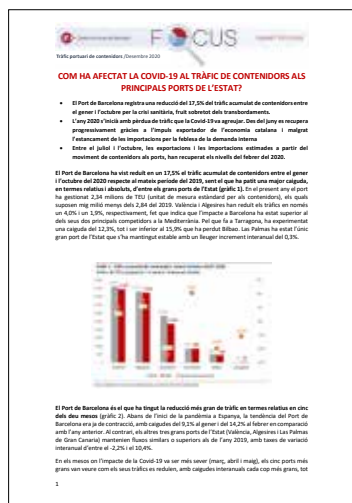 FOCUS
Tràfic portuari de contenidors /Desembre 2020
COM HA AFECTAT LA COVID-19 AL TRÀFIC DE CONTENIDORS ALS
PRINCIPALS PORTS DE L'ESTAT?
• El Port de Barcelona registra una reducció del 17,5% del tràfic acumulat de contenidors entre
el gener i l'octubre per la crisi sanitària, fruit sobretot dels transbordaments.
• L'any 2020 s'inicià amb pèrdua de tràfic que la Covid-19 va agreujar. Des del juny es recupera
progressivament gràcies a l'impuls exportador de l'economia catalana i malgrat
l'estancament de les importacions per la feblesa de la demanda interna
• Entre el juliol i l'octubre, les exportacions i les importacions estimades a partir del
moviment de contenidors als ports, han recuperat els nivells del febrer del 2020.
El Port de Barcelona ha vist reduït en un 17,5% el tràfic acumulat de contenidors entre el gener
i l'octubre de 2020 respecte al mateix període del 2019, sent el que ha patit una major caiguda,
en termes relatius i absoluts, d'entre els grans ports de l'Estat (gràfic 1). En el present any el port
ha gestionat 2,34 milions de TEU (unitat de mesura estàndard per als contenidors), els quals
suposen mig milió menys dels 2,84 del 2019. València i Algesires han reduït els tràfics en només
un 4,0% i un 1,9%, respectivament, fet que indica que l'impacte a Barcelona ha estat superior al
dels seus dos principals competidors a la Mediterrània. Pel que fa a Tarragona, ha experimentat
una caiguda del 12,3%, tot i ser inferior al 15,9% que ha perdut Bilbao. Las Palmas ha estat l'únic
gran port de l'Estat que s'ha mantingut estable amb un lleuger increment interanual del 0,3%.
El Port de Barcelona és el que ha tingut la reducció més gran de tràfic en termes relatius en cinc
dels deu mesos (gràfic 2). Abans de l'inici de la pandèmia a Espanya, la tendència del Port de
Barcelona era ja de contracció, amb caigudes del 9,1% al gener i del 14,2% al febrer en comparació
amb l'any anterior. Al contrari, els altres tres grans ports de l'Estat (València, Algesires i Las Palmas
de Gran Canaria) mantenien fluxos similars o superiors als de l'any 2019, amb taxes de variació
interanual d'entre el -2,2% i el 10,4%.
En els mesos on l'impacte de la Covid-19 va ser més sever (març, abril i maig), els cinc ports més
grans van veure com els seus tràfics es reduïen, amb caigudes interanuals cada cop més grans, tot
1